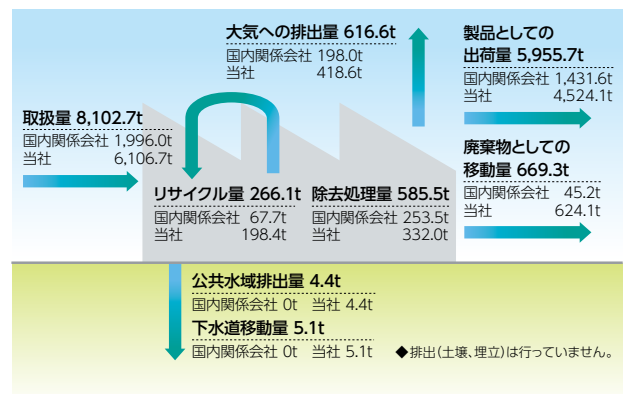 大気への排出量 616.6t
国内関係会社 198.0t
当社 418.6t
製品としての
出荷量 5,955.7t
国内関係会社 1,431.6t
当社 4,524.1t
取扱量 8,102.7t
国内関係会社 1,996.0t
当社 6,106.7t
廃棄物としての
移動量 669.3t
国内関係会社 45.2t
当社 624.1t
リサイクル量 266.1t
国内関係会社 67.7t
当社 198.4t
除去処理量 585.5t
国内関係会社 253.5t
当社 332.0t
公共水域排出量 4.4t
国内関係会社 0t 当社 4.4t
下水道移動量 5.1t
国内関係会社 0t 当社 5.1t
◆排出(土壌、埋立)は行っていません。